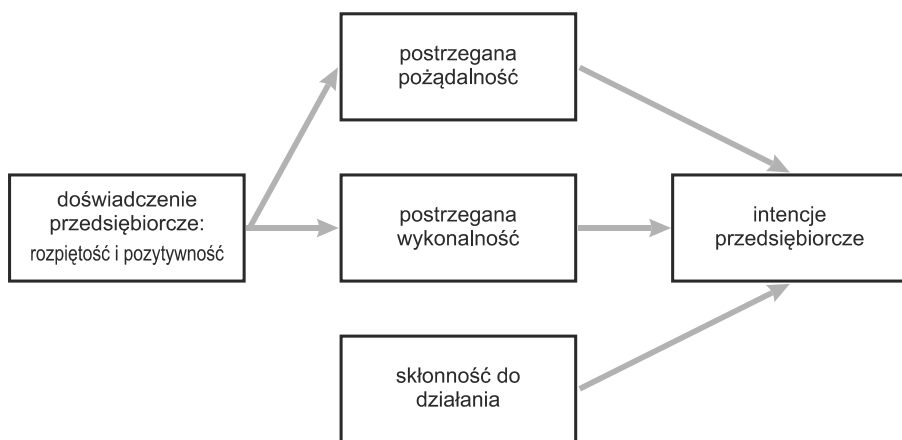 postrzegana
pożądalność
doświadczenie
przedsiębiorcze:
rozpiętość i pozytywność
postrzegana
wykonalność
intencje
przedsiębiorcze
skłonność do
działania